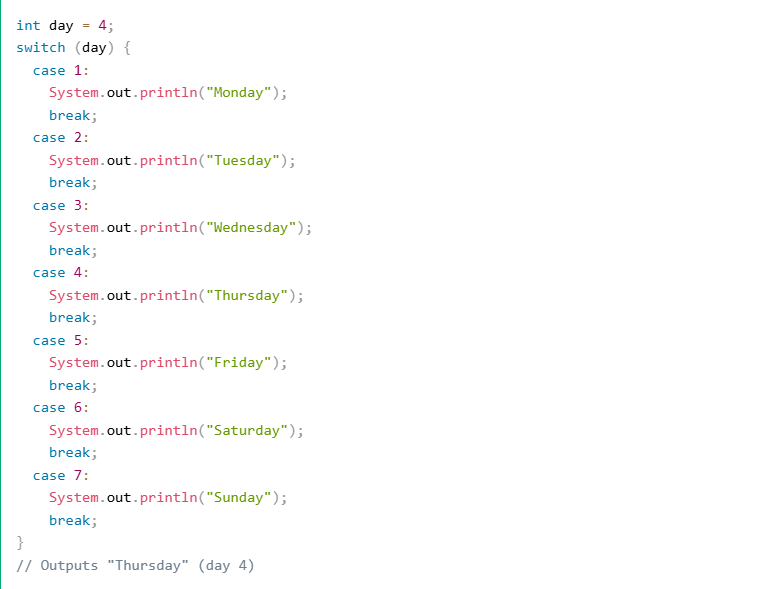 int day = 4;
switch (day) {
  case 1:
    System.out.println("Monday");
    break;
  case 2:
    System.out.println("Tuesday");
    break;
  case 3:
    System.out.println("Wednesday");
    break;
  case 4:
    System.out.println("Thursday");
    break;
  case 5:
    System.out.println("Friday");
    break;
  case 6:
    System.out.println("Saturday");
    break;
  case 7:
    System.out.println("Sunday");
    break;
}
// Outputs "Thursday" (day 4)